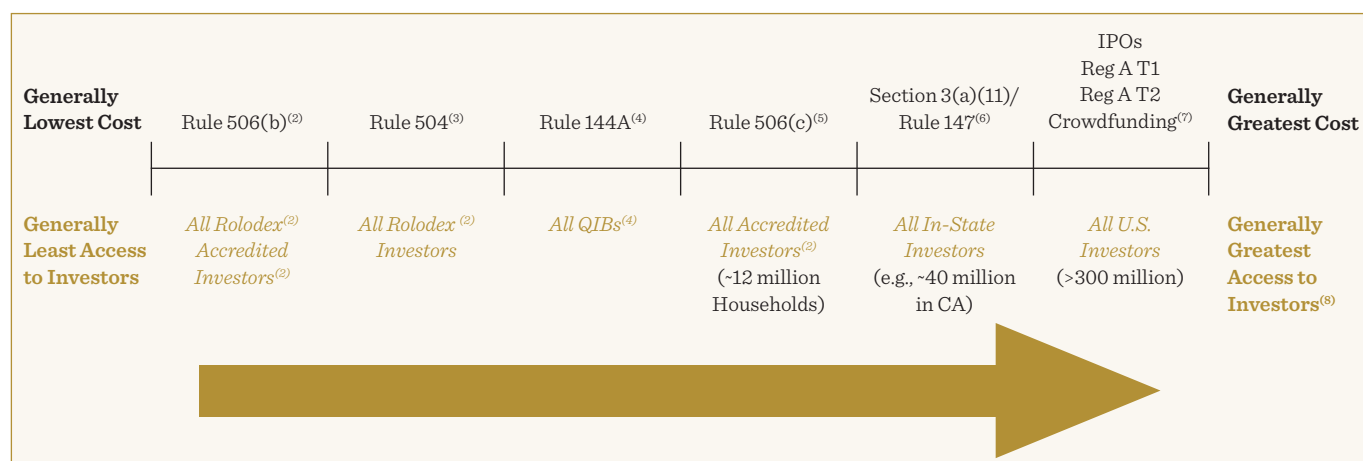 Generally
Lowest Cost
Rule 506(b)(2)
Rule 504(3)
Rule 144A(4)
Rule 506(c)(5)
Section 3(a)(11)/
Rule 147(6)
IPOs
Reg A T1
Reg A T2
Crowdfunding(7)
Generally
Greatest Cost
Generally
Least Access
to Investors
All Rolodex(2)
Accredited
Investors(2)
All Rolodex (2)
Investors
All QIBs(4)
All Accredited
Investors(2)
(~12 million
Households)
All In-State
Investors
(e.g., ~40 million
in CA)
All U.S.
Investors
(>300 million)
Generally
Greatest
Access to
Investors(8)